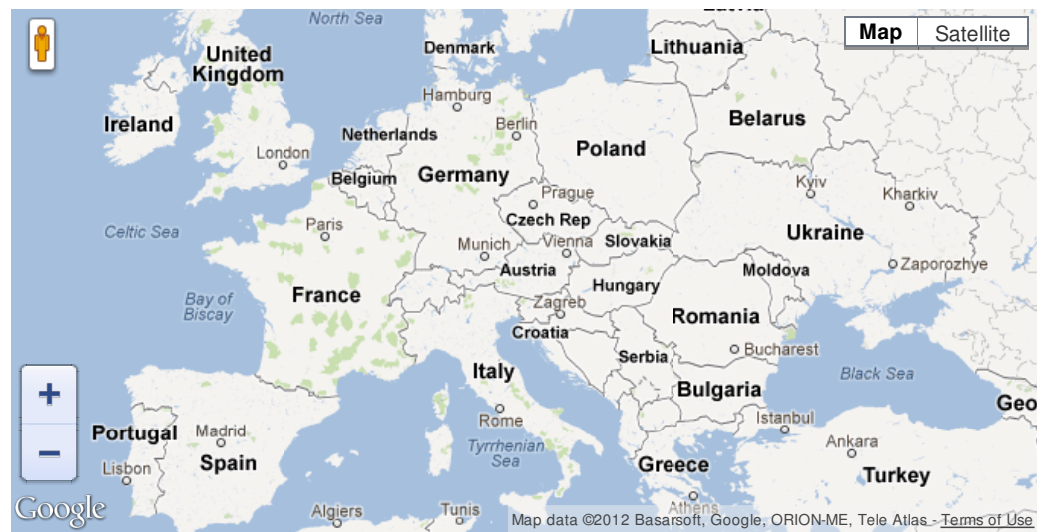 North Sea
Latvia
Map
Satellite
Denmark
Lithuania
United
Kingdom
Hamburg
Ireland
Belarus
Berlin
Netherlands
Poland
London
Belgium
Germany
Kyiv
Prague
Kharkiv
Czech Rep
Paris
Celtic Sea
Munich
Vienna
Slovakia
Ukraine
Austria
Moldova
Zaporozhye
Hungary
France
Bay of
Biscay
Zagreb
Romania
Croatia
Bucharest
Serbia
Italy
Black Sea
+
Bulgaria
Geo
Rome
Istanbul
Portugal
Madrid
Ankara
Tyrrhenian
Sea
−
Spain
Lisbon
Greece
Turkey
Athens
Google
Algiers
Tunis
Map data ©2012 Basarsoft, Google, ORION-ME, Tele Atlas - Terms of Use